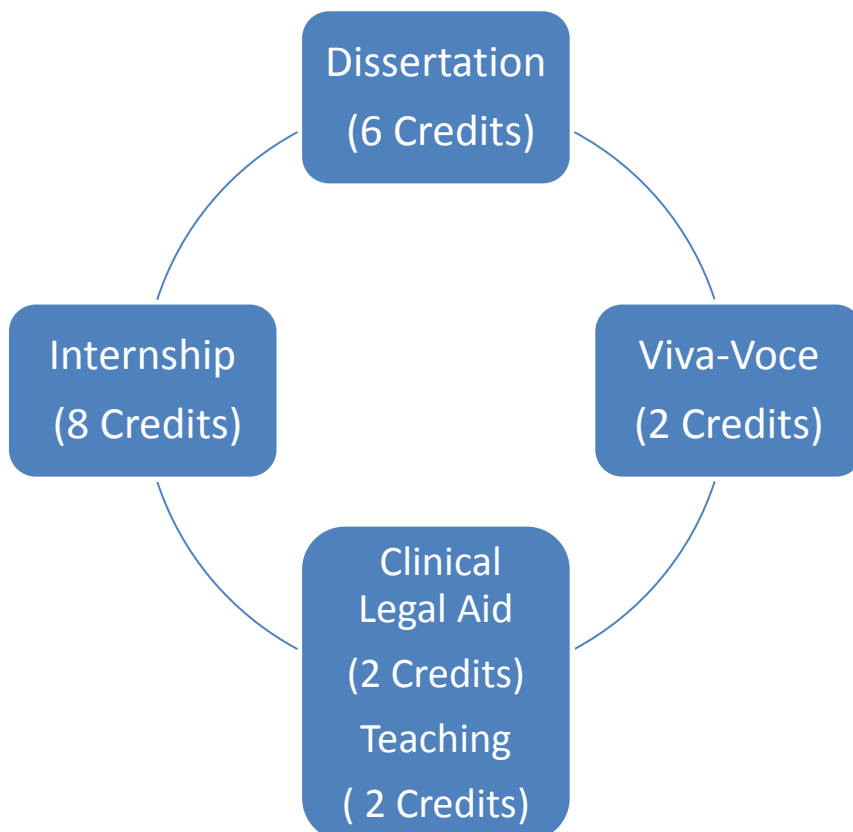 Dissertation
(6 Credits)
Internship
(8 Credits)
Viva-Voce
(2 Credits)
Clinical
Legal Aid
(2 Credits)
Teaching
( 2 Credits)